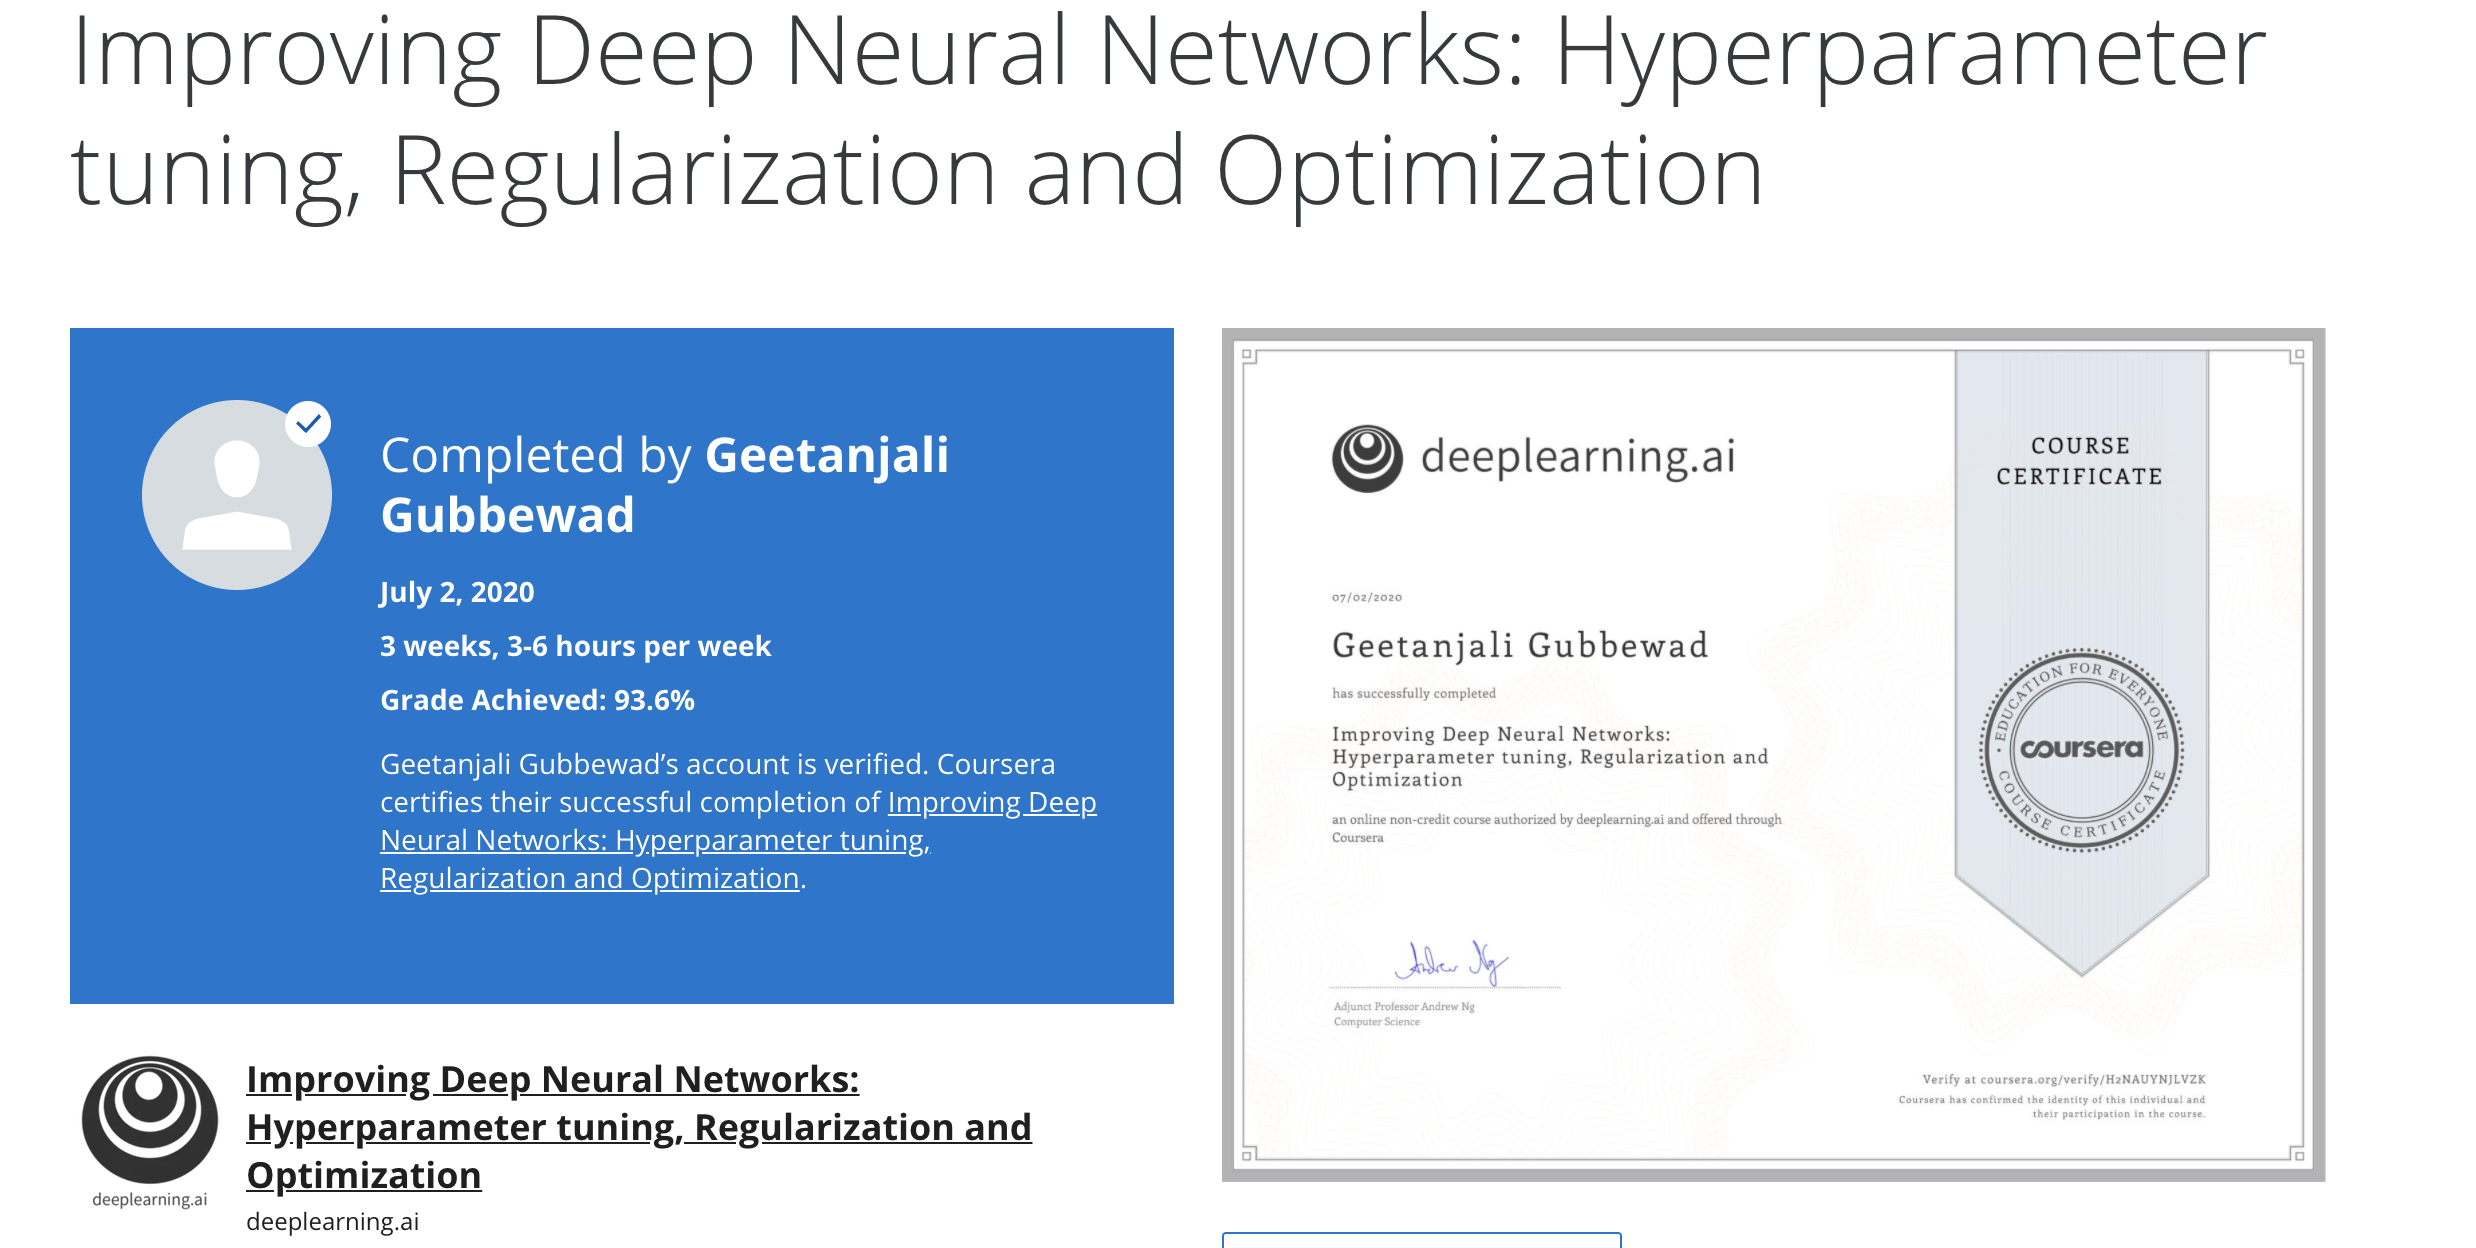 Improving Deep Neural Networks: Hyperparameter
tuning, Regularization and Optimization
Completed by Geetanjali
Gubbewad
July 2, 2020
3 weeks, 3-6 hours per week
Grade Achieved: 93.6%
Geetanjali Gubbewad’s account is verified. Coursera
certifies their successful completion of Improving Deep
Neural Networks: Hyperparameter tuning,
Regularization and Optimization.
deeplearning.ai
Improving Deep Neural Networks:
Hyperparameter tuning, Regularization and
Optimization
deeplearning.ai
deeplearning.ai
07/02/2020
Geetanjali Gubbewad
has successfully completed
Improving Deep Neural Networks:
Hyperparameter tuning, Regularization and
Optimization
an online non-credit course authorized by deeplearning.ai and offered through
Coursera
Andrew Ng
Adjunct Professor Andrew Ng
Computer Science
COURSE
CERTIFICATE
EDUCATION FOR EVERYONE
coursera
COURSE CERTIFICATE
Verify at coursera.org/verify/H2NAUYNJLVZK
Coursera has confirmed the identity of this individual and
their participation in the course.